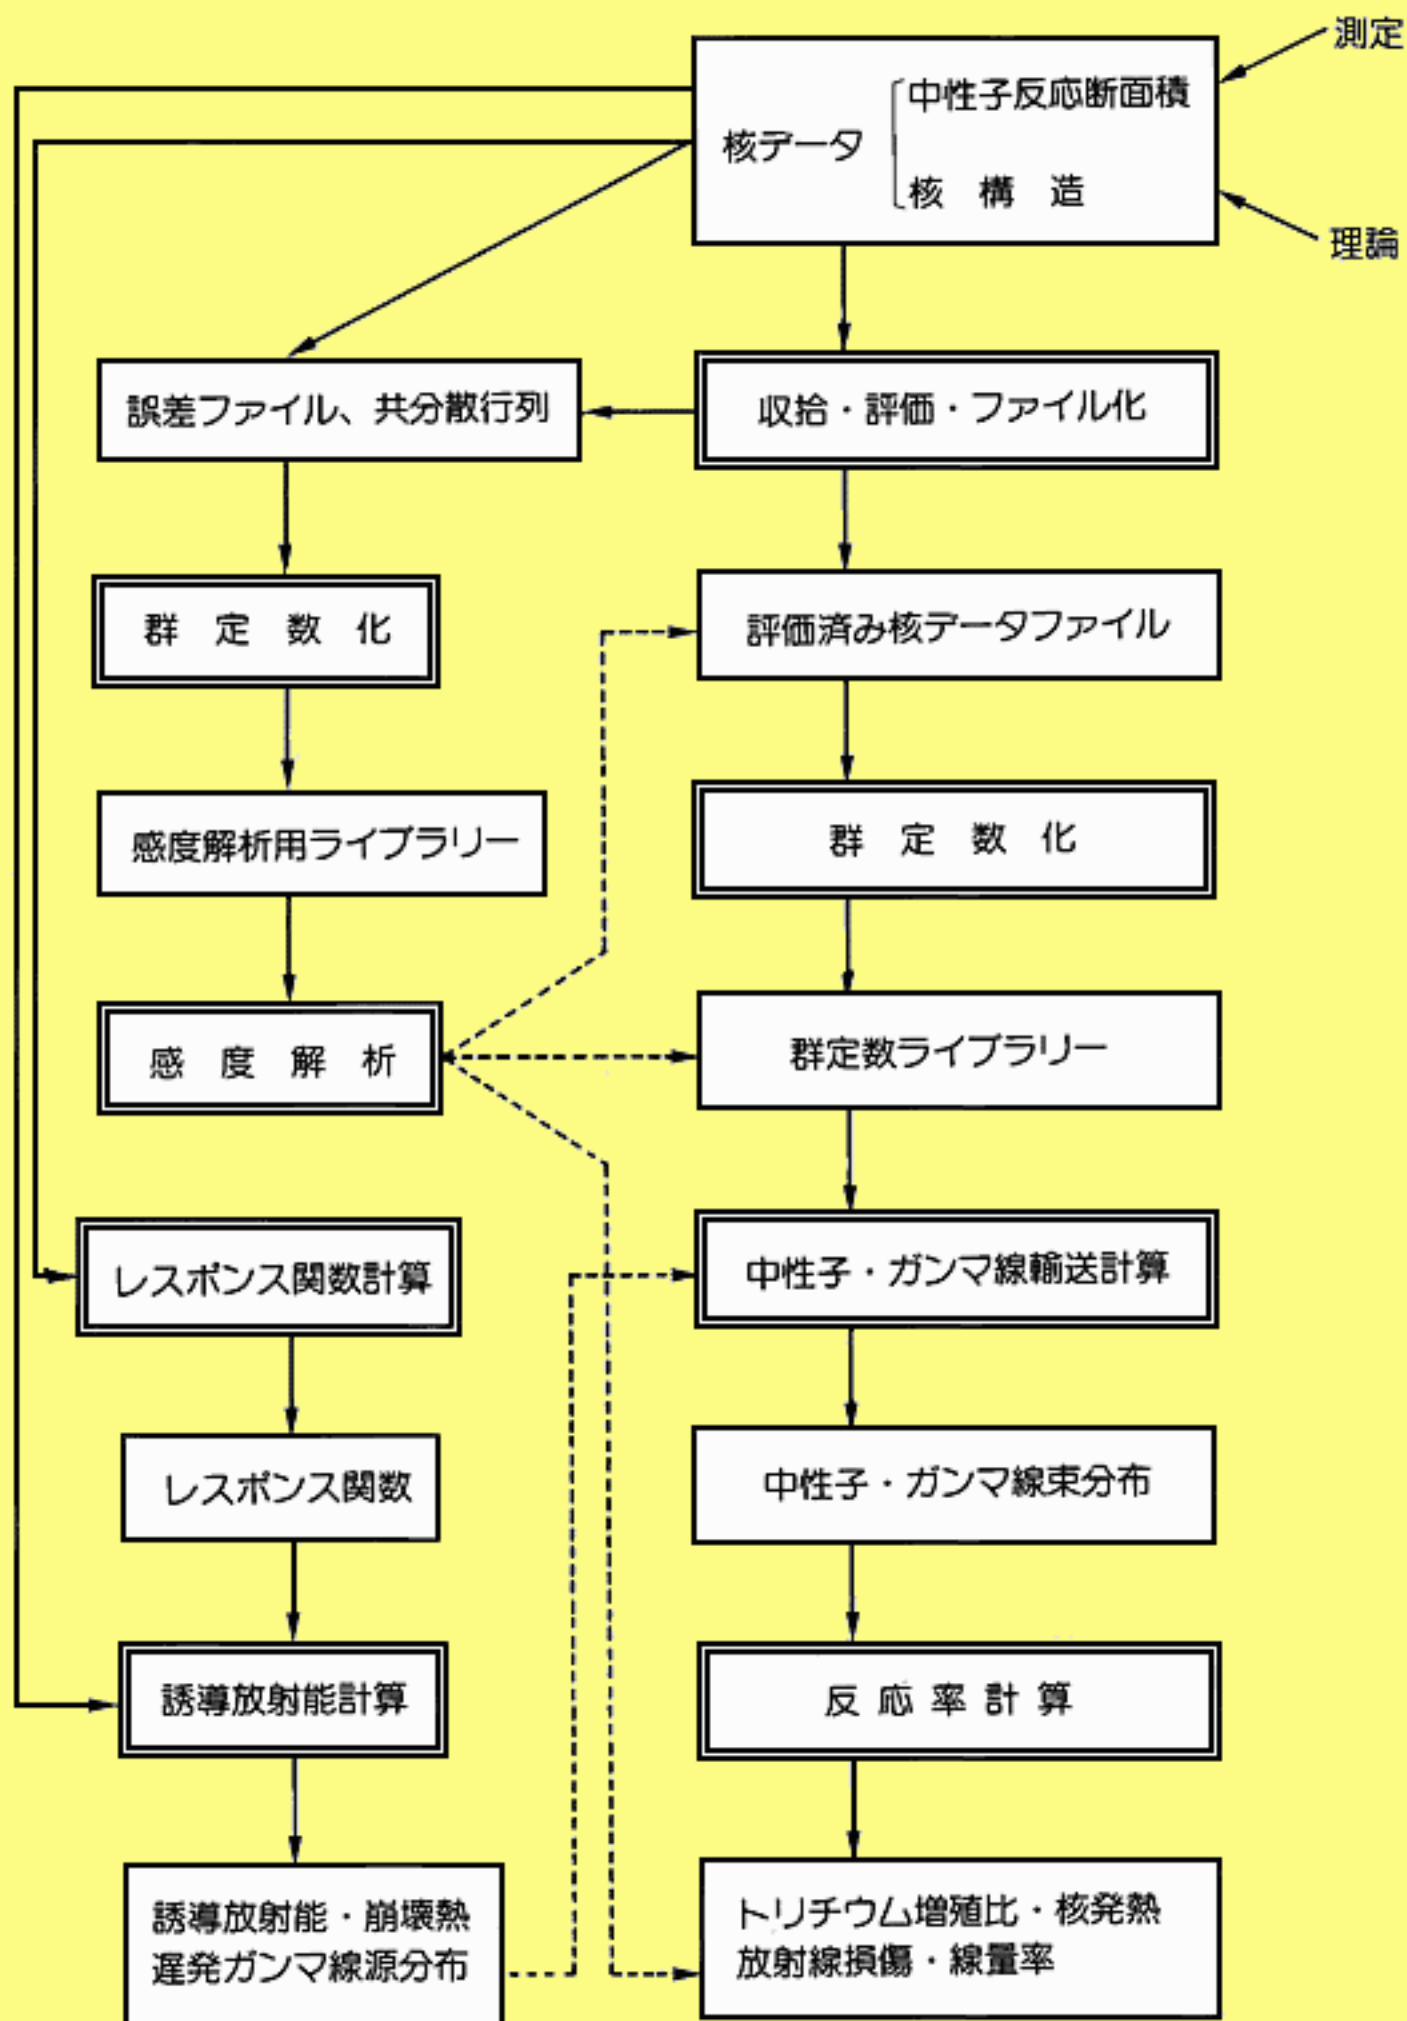 測定
中性子反応断面積
核データ
核構造
理論
誤差ファイル、共分散行列
収拾・評価・ファイル化
群定数化
評価済み核データファイル
感度解析用ライブラリー
群定数化
感度解析
群定数ライブラリー
レスポンス関数計算
中性子・ガンマ線輸送計算
レスポンス関数
中性子・ガンマ線束分布
誘導放射能計算
反応率計算
誘導放射能・崩壊熱
遅発ガンマ線源分布
トリチウム増殖比・核発熱
放射線損傷・線量率